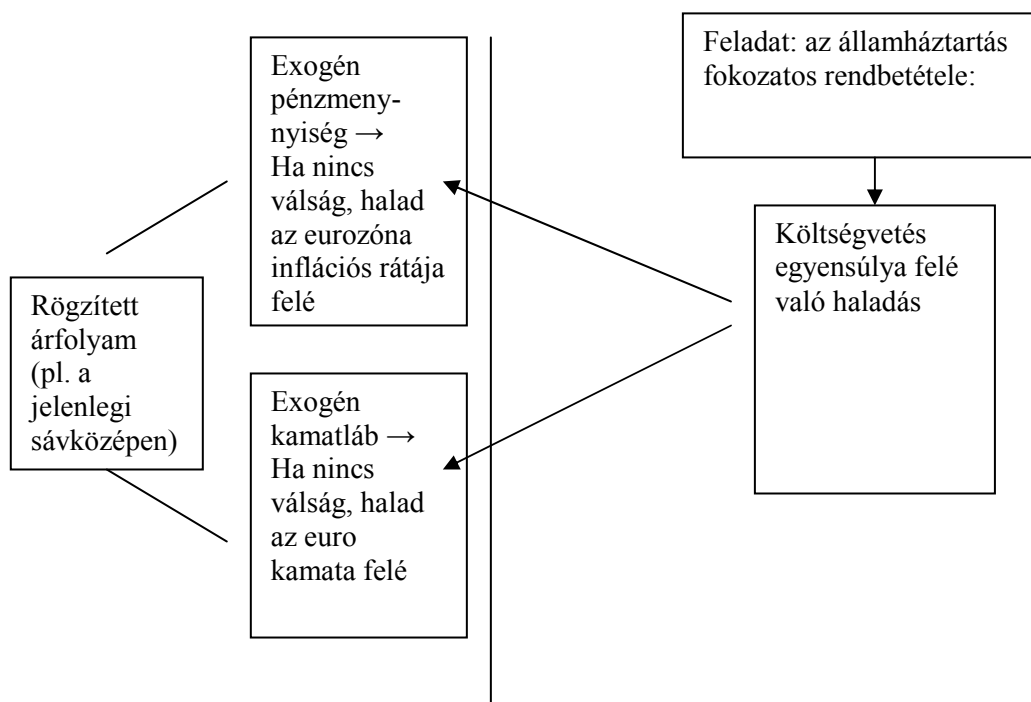 Rögzített
árfolyam
(pl. a
jelenlegi
sávközépen)
Exogén
pénzmeny-
nyiség →
Ha nincs
válság, halad
az eurozóna
inflációs rátája
felé
Exogén
kamatláb →
Ha nincs
válság, halad
az euro
kamata felé
Feladat: az államháztartás
fokozatos rendbetétele:
Költségvetés
egyensúlya felé
való haladás